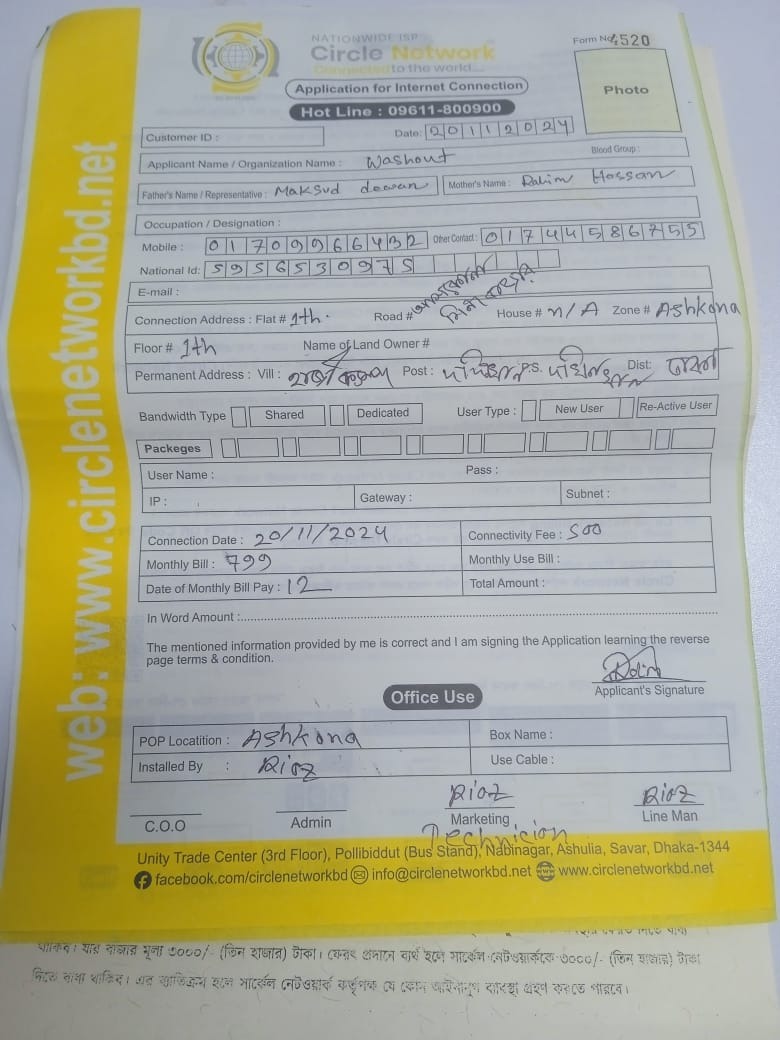 NATIONWIDE ISP
Circle Network
Connected to the world...
Form No. 4520
Application for Internet Connection
Photo
Hot Line : 09611-800900
Customer ID :
Date: 20112024
Applicant Name / Organization Name : Washout
Blood Group :
Father's Name / Representative : Maksud dewan
Mother's Name : Rahim Hossan
Occupation / Designation :
Mobile : 01709966432
Other Contact : 01744586755
National Id: 5956530975
E-mail :
Connection Address : Flat # 1th. Road # House # n/A Zone # Ashkona
Floor # 1th Name of Land Owner #
Permanent Address : Vill : Post : P.S. Dist: ঢাকা
Bandwidth Type Shared Dedicated User Type : New User Re-Active User
Packeges
User Name : Pass :
IP : Gateway : Subnet :
Connection Date : 20/11/2024 Connectivity Fee : 500
Monthly Bill : 799 Monthly Use Bill :
Date of Monthly Bill Pay : 12 Total Amount :
In Word Amount :
The mentioned information provided by me is correct and I am signing the Application learning the reverse
page terms & condition.
Applicant's Signature
Office Use
POP Locatition : Ashkona Box Name :
Installed By : Riaz Use Cable :
Riaz Riaz
C.O.O Admin Marketing Line Man
Technician
Unity Trade Center (3rd Floor), Pollibiddut (Bus Stand), Nabinagar, Ashulia, Savar, Dhaka-1344
facebook.com/circlenetworkbd info@circlenetworkbd.net www.circlenetworkbd.net
web: www.circlenetworkbd.net
থাকিব। যার বাজার মূল্য ৩০০০/- (তিন হাজার) টাকা। ফেরৎ প্রদানে ব্যর্থ হলে সার্কেল নেটওয়ার্ককে ৩০০০/- (তিন হাজার) টাকা
দিতে বাধ্য থাকিব। এর ব্যতিক্রম হলে সার্কেল নেটওয়ার্ক কর্তৃপক্ষ যে কোন আইনানুগ ব্যবস্থা গ্রহণ করতে পারবে।